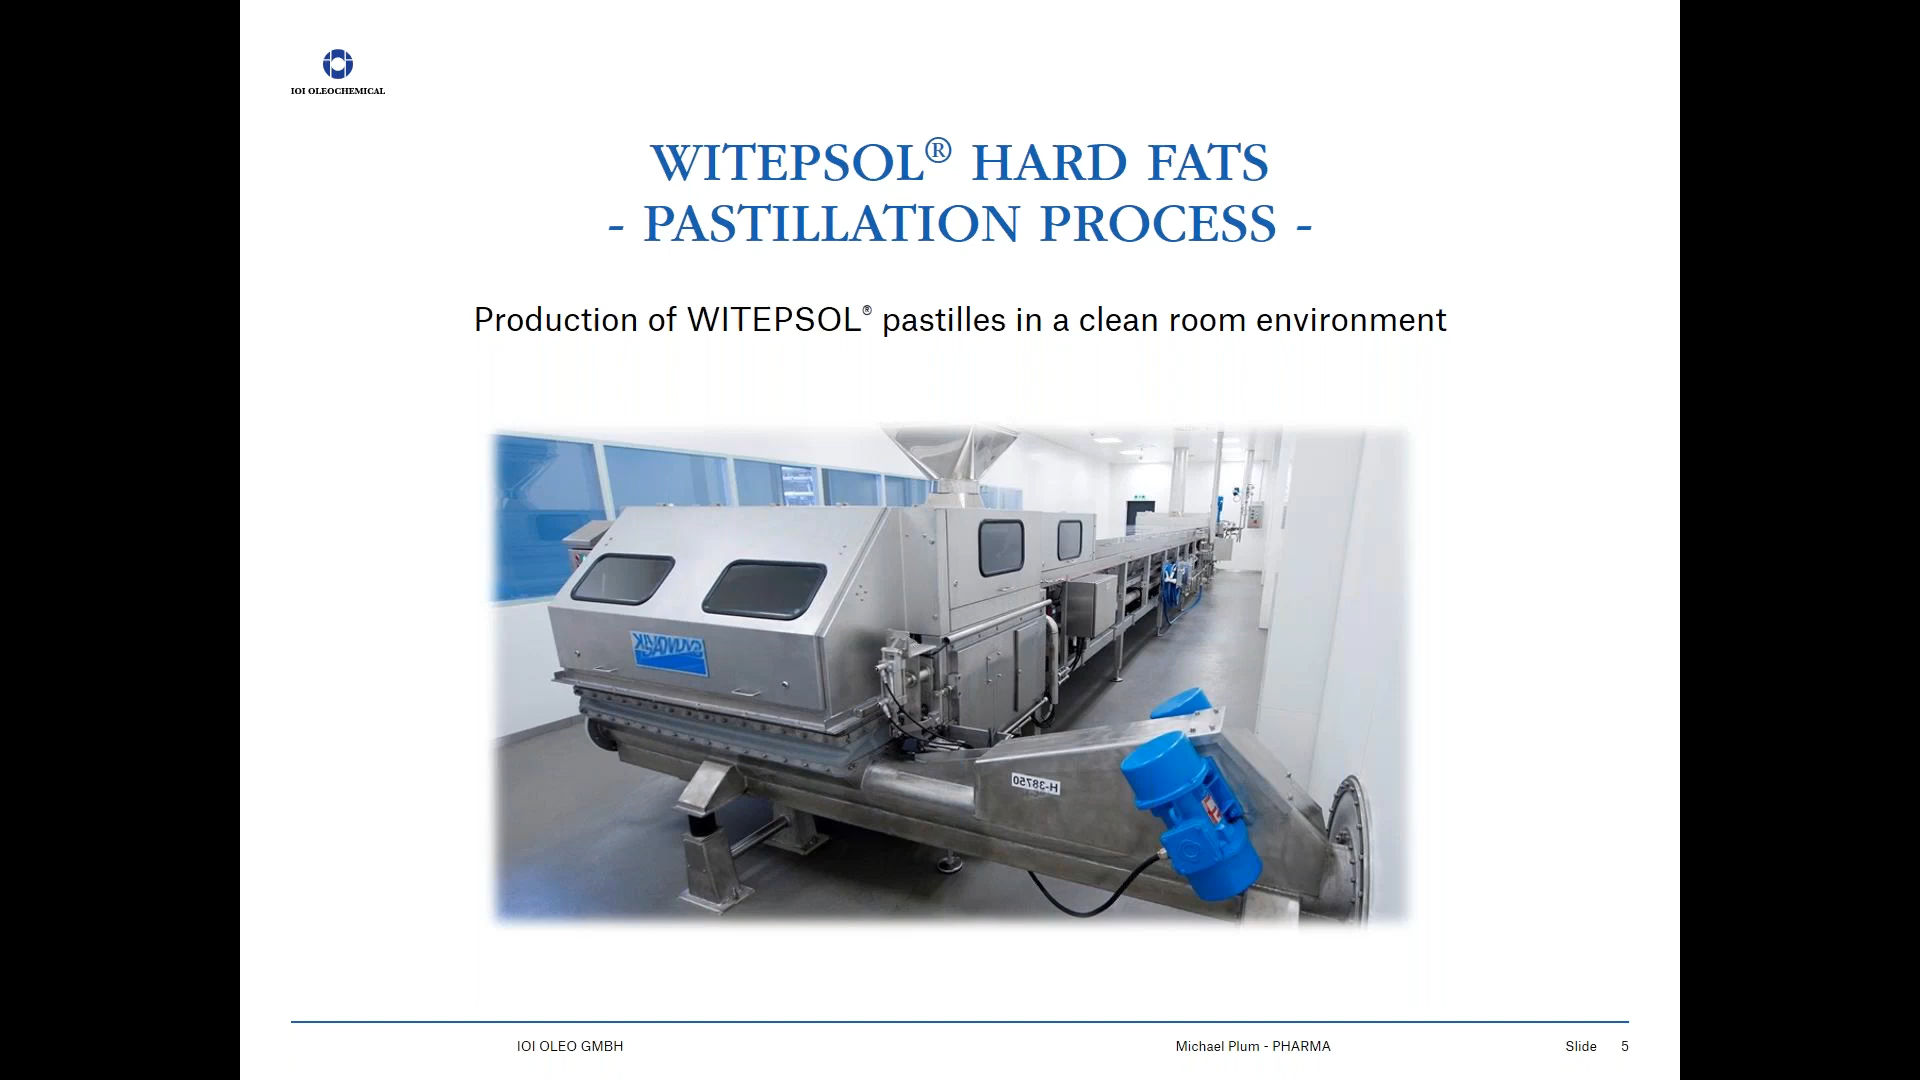 IOI OLEOCHEMICAL
WITEPSOL® HARD FATS
- PASTILLATION PROCESS -
Production of WITEPSOL® pastilles in a clean room environment
H-38750
IOI OLEO GMBH
Michael Plum - PHARMA
Slide 5